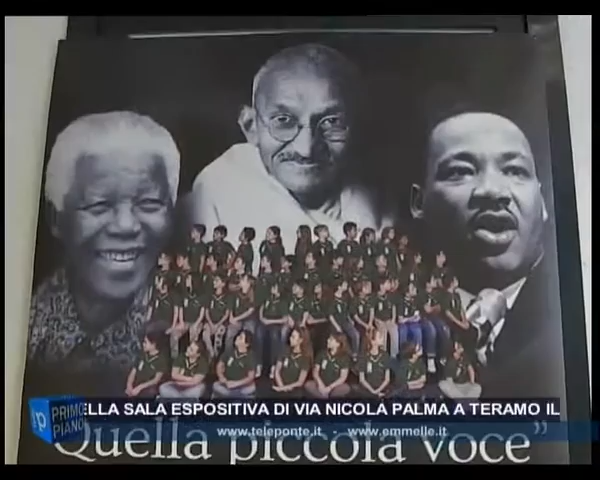 PRIMO
PIANO
ELLA SALA ESPOSITIVA DI VIA NICOLA PALMA A TERAMO IL
www.teleponte.it - www.emmelle.it
Quella piccola voce